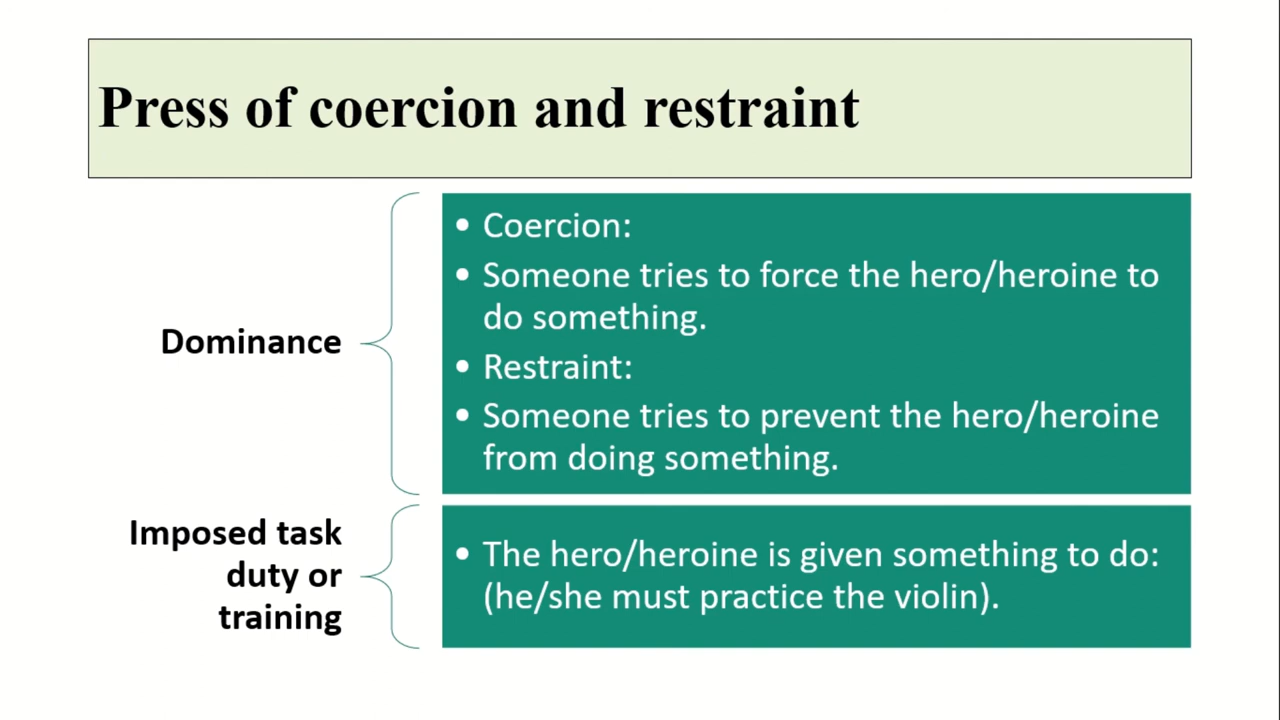 Press of coercion and restraint
Dominance
• Coercion:
• Someone tries to force the hero/heroine to
do something.
• Restraint:
• Someone tries to prevent the hero/heroine
from doing something.
Imposed task
duty or
training
• The hero/heroine is given something to do:
(he/she must practice the violin).